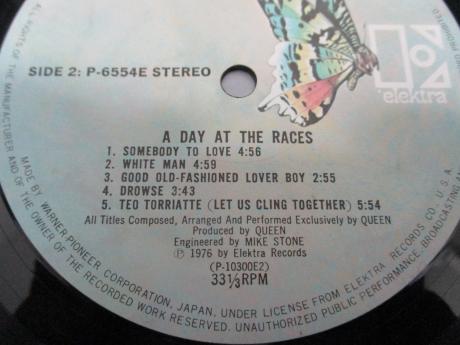 SIDE 2: P-6554E STEREO
elektra
A DAY AT THE RACES
1. SOMEBODY TO LOVE 4:56
2. WHITE MAN 4:59
3. GOOD OLD-FASHIONED LOVER BOY 2:55
4. DROWSE 3:43
5. TEO TORRIATTE (LET US CLING TOGETHER) 5:54
All Titles Composed, Arranged And Performed Exclusively by QUEEN
Produced by QUEEN
Engineered by MIKE STONE
Ⓟ 1976 by Elektra Records
(P-10300E2)
33⅓RPM
ALL RIGHTS OF THE MANUFACTURER AND OF THE OWNER OF THE RECORDED WORK RESERVED. UNAUTHORIZED PUBLIC PERFORMANCE, BROADCASTING AND
MADE BY WARNER-PIONEER CORPORATION, JAPAN, UNDER LICENSE FROM ELEKTRA RECORDS CO. U.S.A.